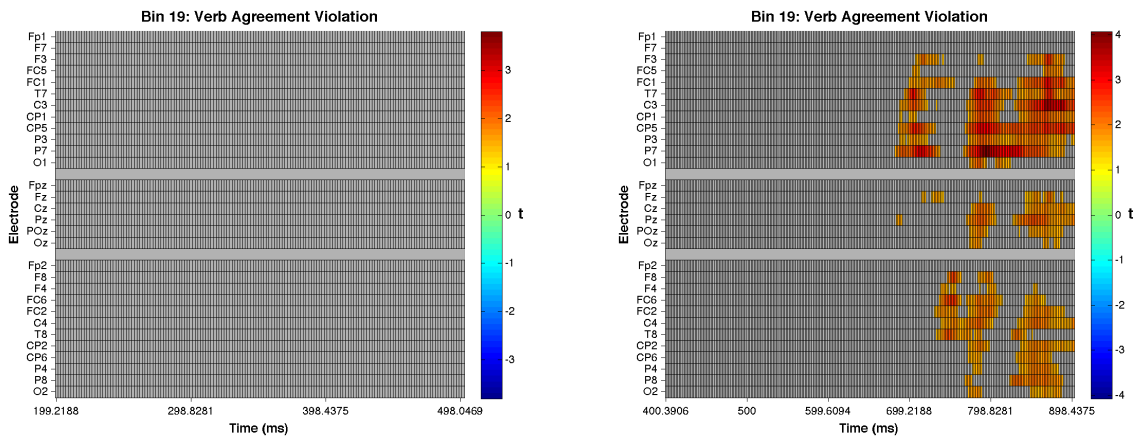 Bin 19: Verb Agreement Violation
Electrode
Fp1
F7
F3
FC5
FC1
T7
C3
CP1
CP5
P3
P7
O1
Fpz
Fz
Cz
Pz
POz
Oz
Fp2
F8
F4
FC6
FC2
C4
T8
CP2
CP6
P4
P8
O2
199.2188 298.8281 398.4375 498.0469
Time (ms)
3
2
1
0
-1
-2
-3
t
Bin 19: Verb Agreement Violation
Electrode
Fp1
F7
F3
FC5
FC1
T7
C3
CP1
CP5
P3
P7
O1
Fpz
Fz
Cz
Pz
POz
Oz
Fp2
F8
F4
FC6
FC2
C4
T8
CP2
CP6
P4
P8
O2
400.3906 500 599.6094 699.2188 798.8281 898.4375
Time (ms)
4
3
2
1
0
-1
-2
-3
-4
t